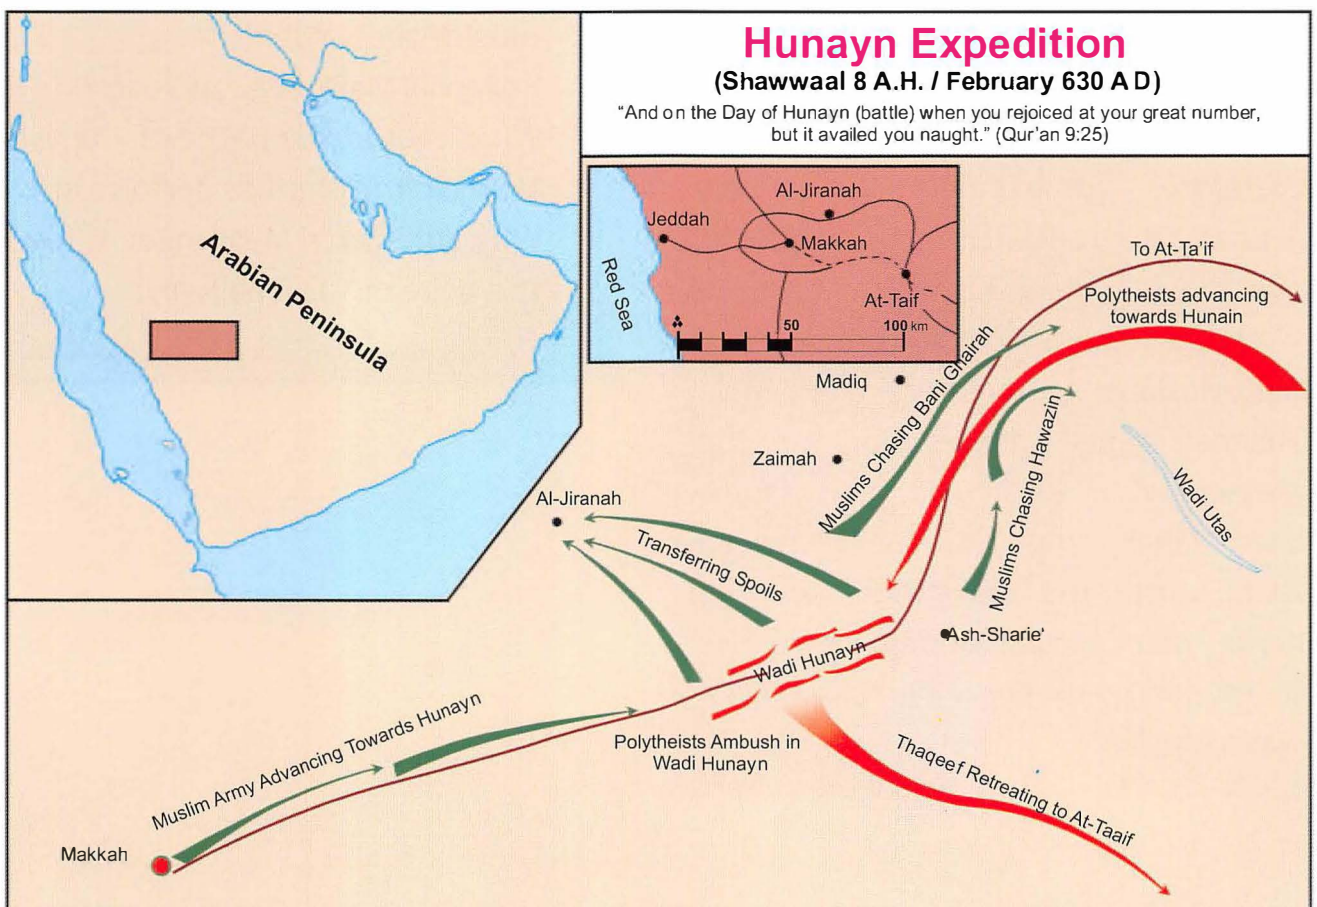 Hunayn Expedition
(Shawwaal 8 A.H. / February 630 AD)
“And on the Day of Hunayn (battle) when you rejoiced at your great number,
but it availed you naught.” (Qur’an 9:25)
Arabian Peninsula
Al-Jiranah
Jeddah
Makkah
Red Sea
At-Taif
50
100 km
To At-Ta’if
Polytheists advancing
towards Hunain
Madiq
Muslims Chasing Bani Ghairah
Zaimah
Muslims Chasing Hawazin
Wadi Utas
Al-Jiranah
Transferring Spoils
Ash-Sharie'
Wadi Hunayn
Muslim Army Advancing Towards Hunayn
Polytheists Ambush in
Wadi Hunayn
Thaqeef Retreating to At-Taaif
Makkah